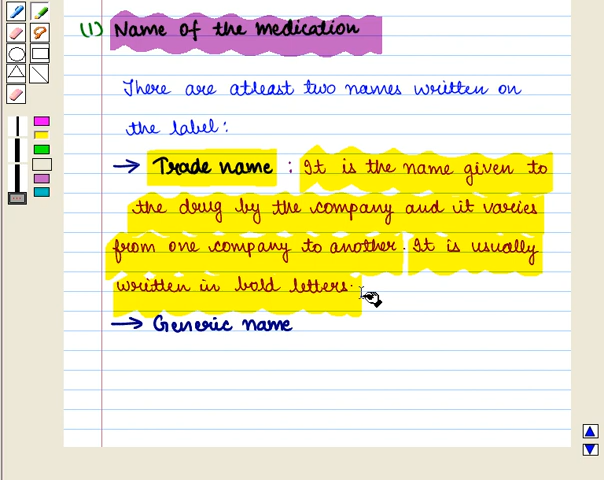 (1) Name of the medication
There are atleast two names written on
the label:
→ Trade name : It is the name given to
the drug by the company and it varies
from one company to another. It is usually
written in bold letters.
→ Generic name